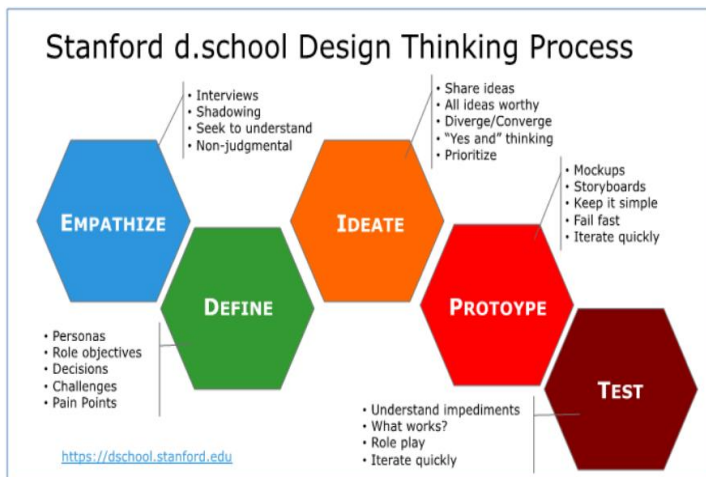 Stanford d.school Design Thinking Process
• Interviews
• Shadowing
• Seek to understand
• Non-judgmental
• Share ideas
• All ideas worthy
• Diverge/Converge
• "Yes and" thinking
• Prioritize
• Mockups
• Storyboards
• Keep it simple
• Fail fast
• Iterate quickly
EMPATHIZE
IDEATE
DEFINE
PROTOYPE
TEST
• Personas
• Role objectives
• Decisions
• Challenges
• Pain Points
• Understand impediments
• What works?
• Role play
• Iterate quickly
https://dschool.stanford.edu